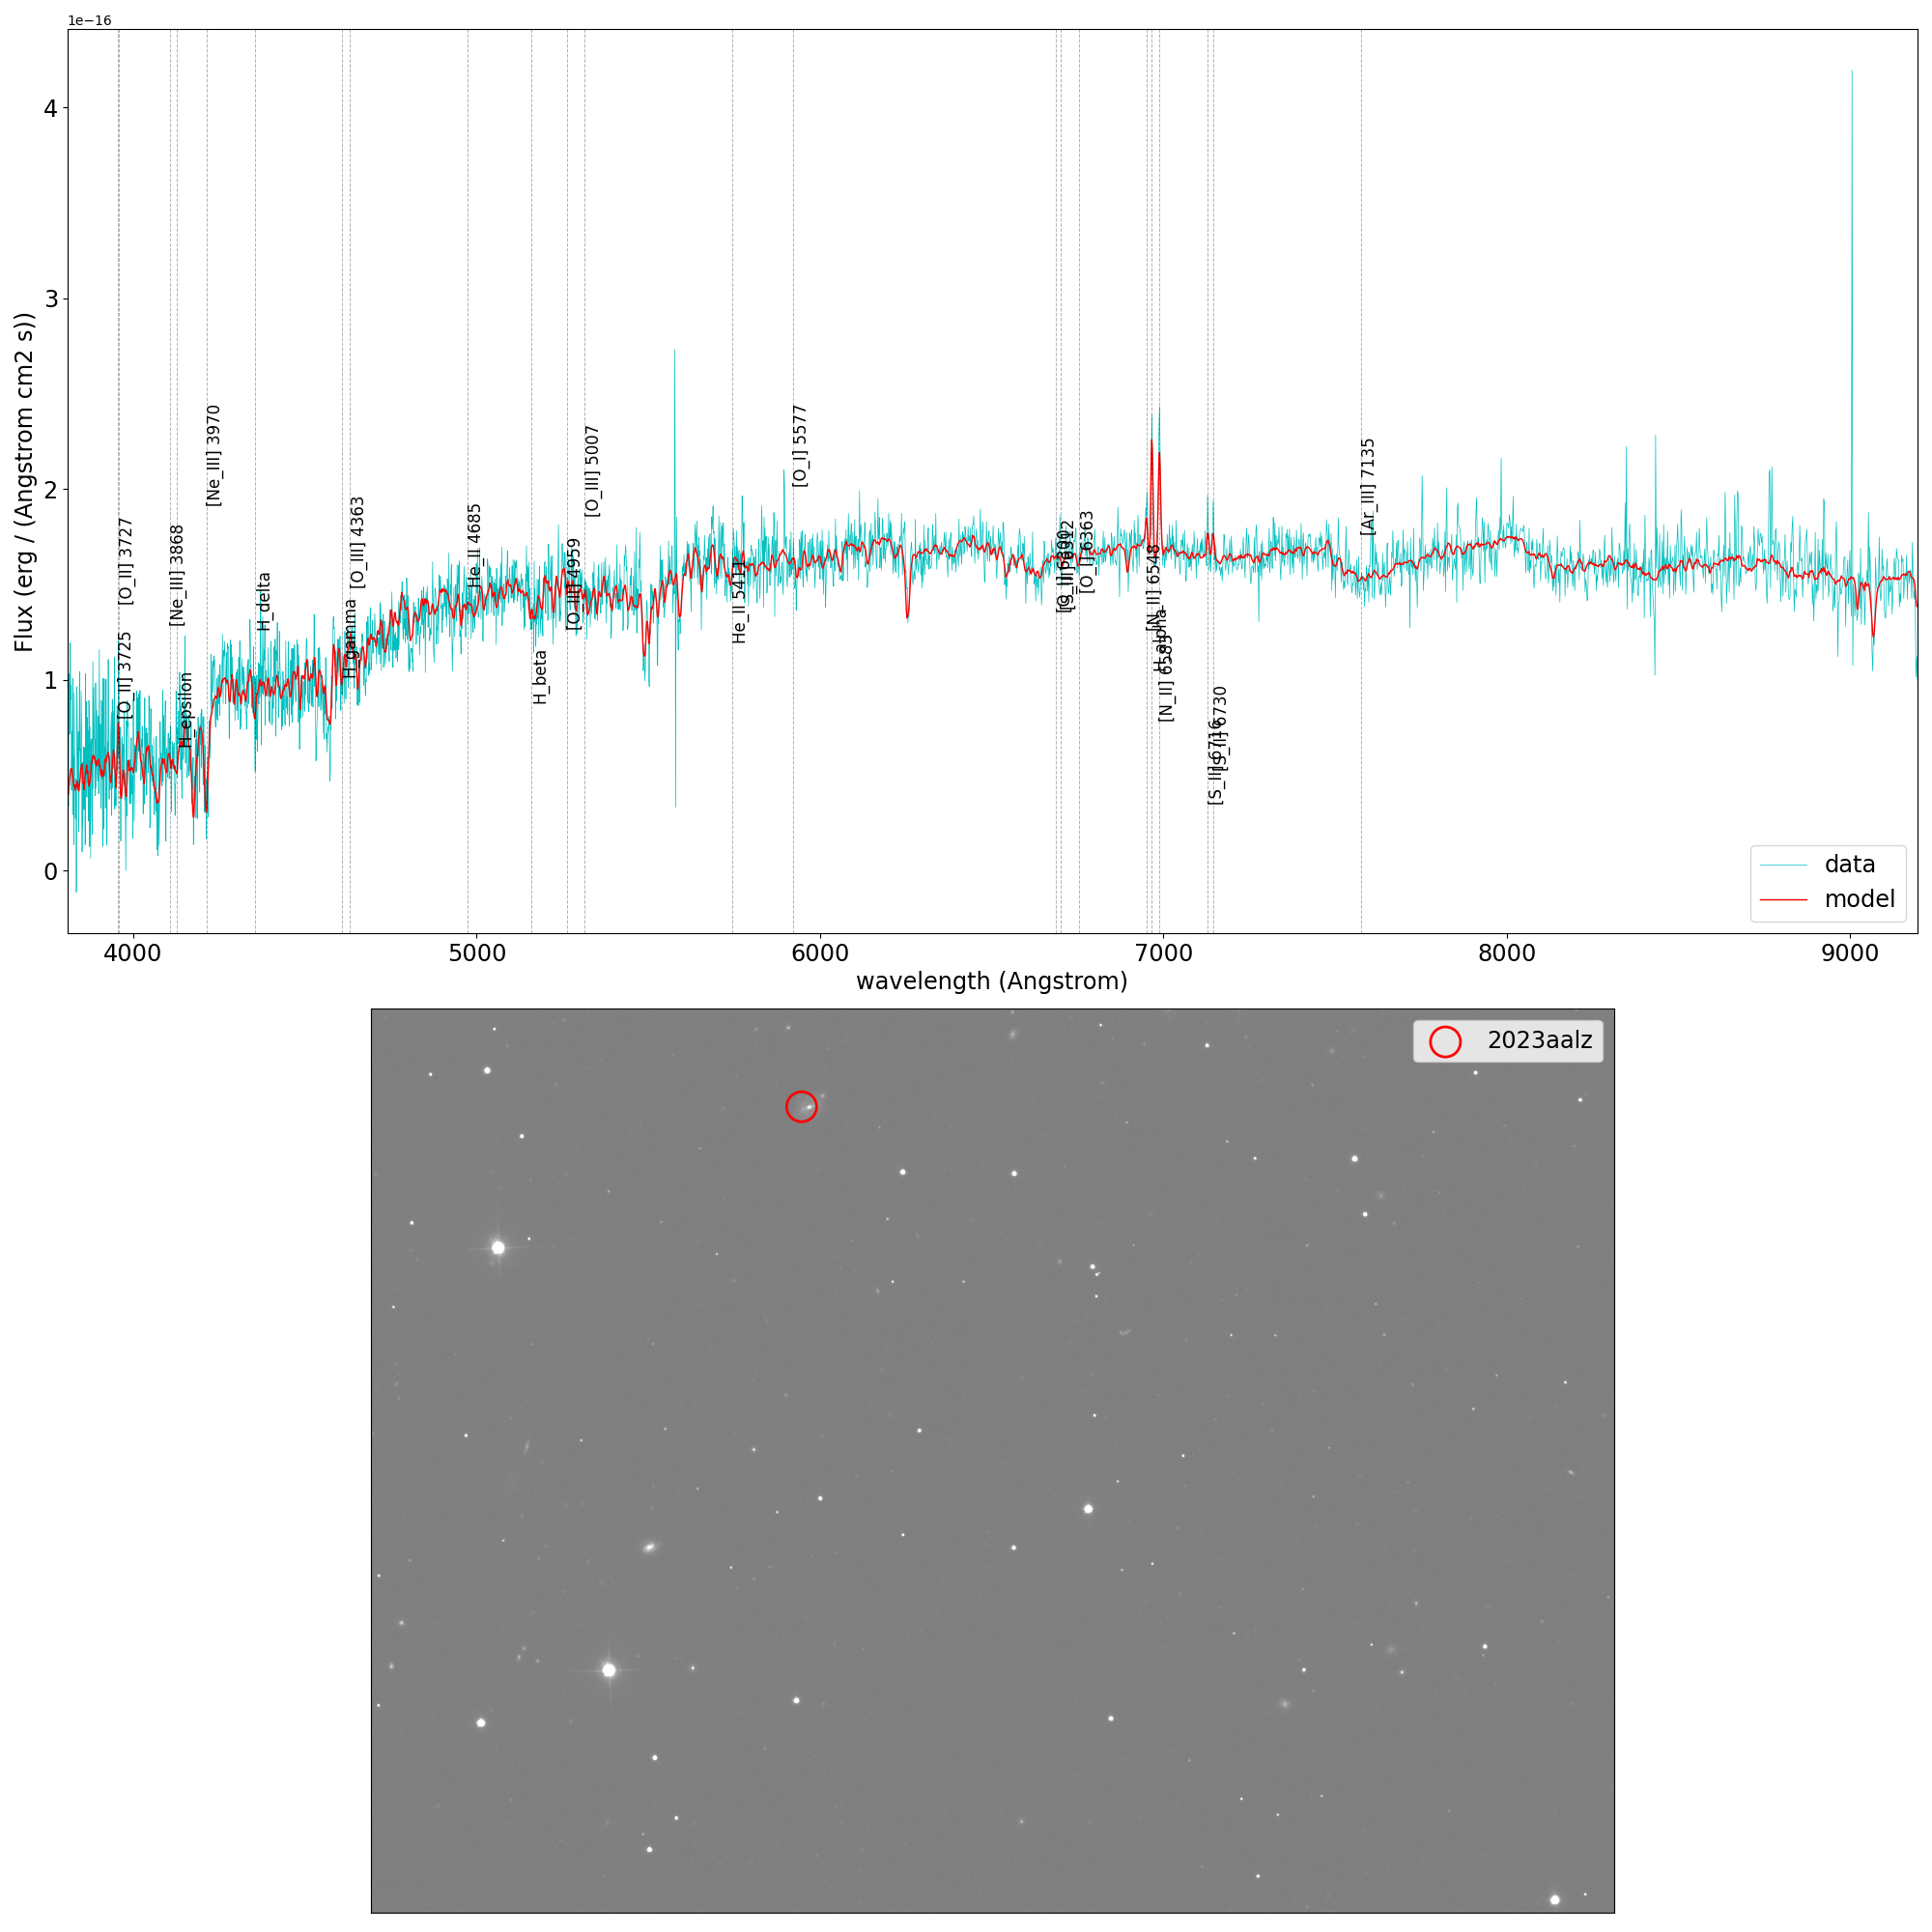 1e−16
Flux (erg / (Angstrom cm2 s))
4
3
2
1
0
[O_II] 3725
[O_II] 3727
[Ne_III] 3868
H_epsilon
[Ne_III] 3970
H_delta
H_gamma
[O_III] 4363
He_II 4685
H_beta
[O_III] 4959
[O_III] 5007
He_II 5411
[O_I] 5577
[O_I] 6363
[N_II] 6548
H_alpha
[N_II] 6583
[S_II] 6716
[S_II] 6730
[Ar_III] 7135
data
model
4000 5000 6000 7000 8000 9000
wavelength (Angstrom)
2023aalz